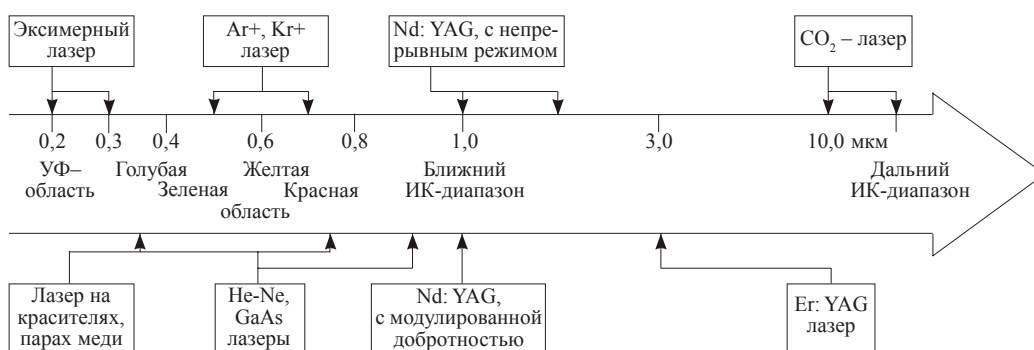 Эксимерный
лазер
Ar+, Kr+
лазер
Nd: YAG, с непре-
рывным режимом
CO₂ – лазер
0,2
0,3
0,4
0,6
0,8
1,0
3,0
10,0 мкм
УФ–
область
Голубая
Зеленая
Желтая
область
Красная
Ближний
ИК-диапазон
Дальний
ИК-диапазон
Лазер на
красителях,
парах меди
He-Ne,
GaAs
лазеры
Nd: YAG,
с модулированной
добротностью
Er: YAG
лазер